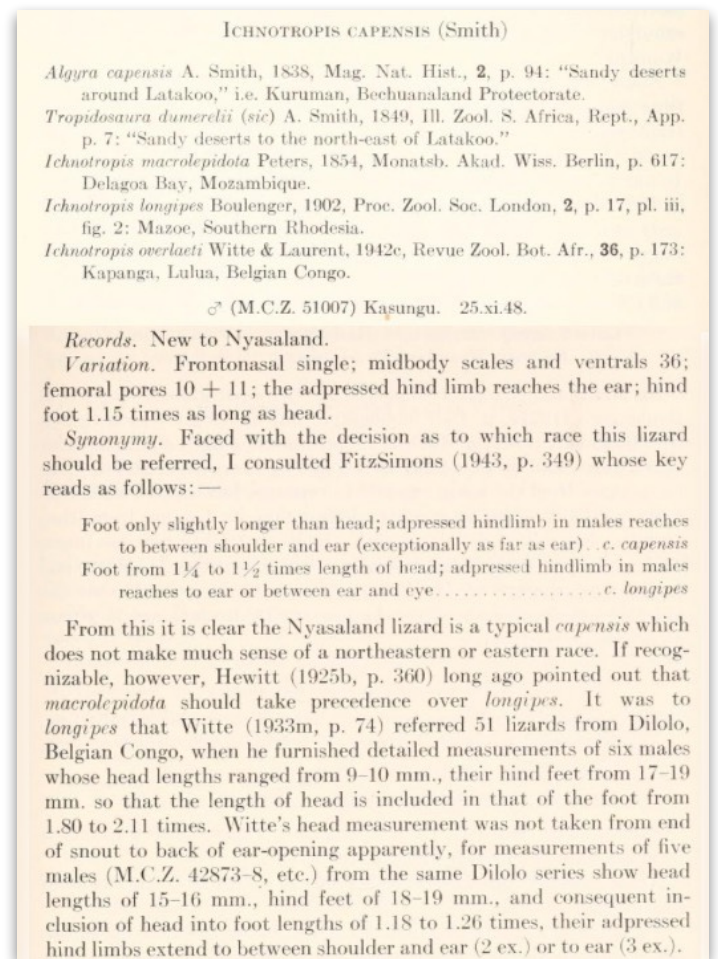 ICHNOTROPIS CAPENSIS (Smith)
Algyra capensis A. Smith, 1838, Mag. Nat. Hist., 2, p. 94: “Sandy deserts
around Latakoo,” i.e. Kuruman, Bechuanaland Protectorate.
Tropidosaura dumerelii (sic) A. Smith, 1849, Ill. Zool. S. Africa, Rept., App.
p. 7: “Sandy deserts to the north-east of Latakoo.”
Ichnotropis macrolepidota Peters, 1854, Monatsb. Akad. Wiss. Berlin, p. 617:
Delagoa Bay, Mozambique.
Ichnotropis longipes Boulenger, 1902, Proc. Zool. Soc. London, 2, p. 17, pl. iii,
fig. 2: Mazoe, Southern Rhodesia.
Ichnotropis overlaeti Witte & Laurent, 1942c, Revue Zool. Bot. Afr., 36, p. 173:
Kapanga, Lulua, Belgian Congo.
♂ (M.C.Z. 51007) Kasungu. 25.xi.48.
Records. New to Nyasaland.
Variation. Frontonasal single; midbody scales and ventrals 36;
femoral pores 10 + 11; the adpressed hind limb reaches the ear; hind
foot 1.15 times as long as head.
Synonymy. Faced with the decision as to which race this lizard
should be referred, I consulted FitzSimons (1943, p. 349) whose key
reads as follows: —
Foot only slightly longer than head; adpressed hindlimb in males reaches
to between shoulder and ear (exceptionally as far as ear)..c. capensis
Foot from 1¼ to 1½ times length of head; adpressed hindlimb in males
reaches to ear or between ear and eye..................c. longipes
From this it is clear the Nyasaland lizard is a typical capensis which
does not make much sense of a northeastern or eastern race. If recog-
nizable, however, Hewitt (1925b, p. 360) long ago pointed out that
macrolepidota should take precedence over longipes. It was to
longipes that Witte (1933m, p. 74) referred 51 lizards from Dilolo,
Belgian Congo, when he furnished detailed measurements of six males
whose head lengths ranged from 9–10 mm., their hind feet from 17–19
mm. so that the length of head is included in that of the foot from
1.80 to 2.11 times. Witte’s head measurement was not taken from end
of snout to back of ear-opening apparently, for measurements of five
males (M.C.Z. 42873–8, etc.) from the same Dilolo series show head
lengths of 15–16 mm., hind feet of 18–19 mm., and consequent in-
clusion of head into foot lengths of 1.18 to 1.26 times, their adpressed
hind limbs extend to between shoulder and ear (2 ex.) or to ear (3 ex.).